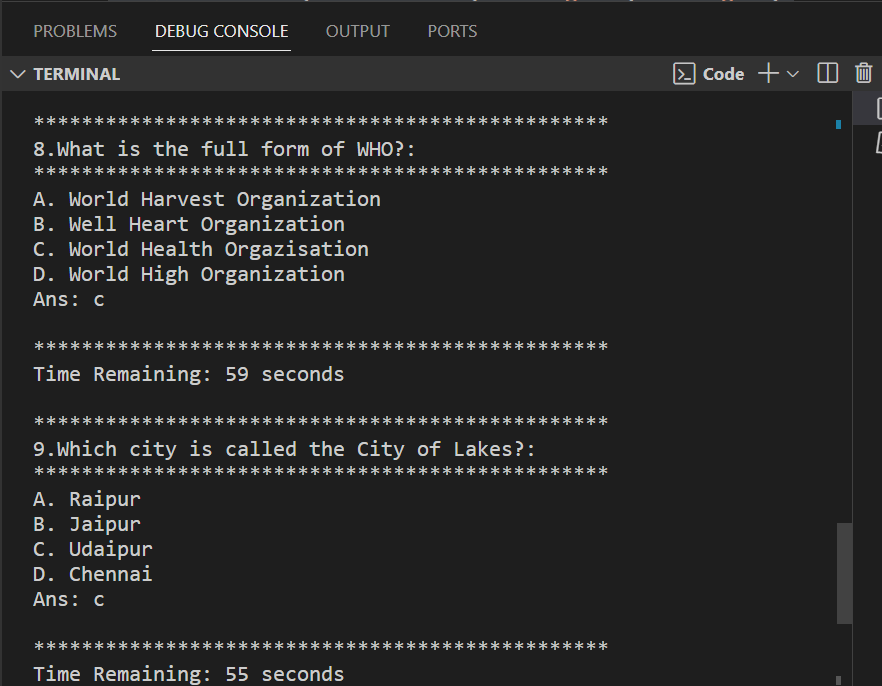 PROBLEMS DEBUG CONSOLE OUTPUT PORTS
TERMINAL Code
************************************************
8.What is the full form of WHO?:
************************************************
A. World Harvest Organization
B. Well Heart Organization
C. World Health Orgazisation
D. World High Organization
Ans: c
************************************************
Time Remaining: 59 seconds
************************************************
9.Which city is called the City of Lakes?:
************************************************
A. Raipur
B. Jaipur
C. Udaipur
D. Chennai
Ans: c
************************************************
Time Remaining: 55 seconds